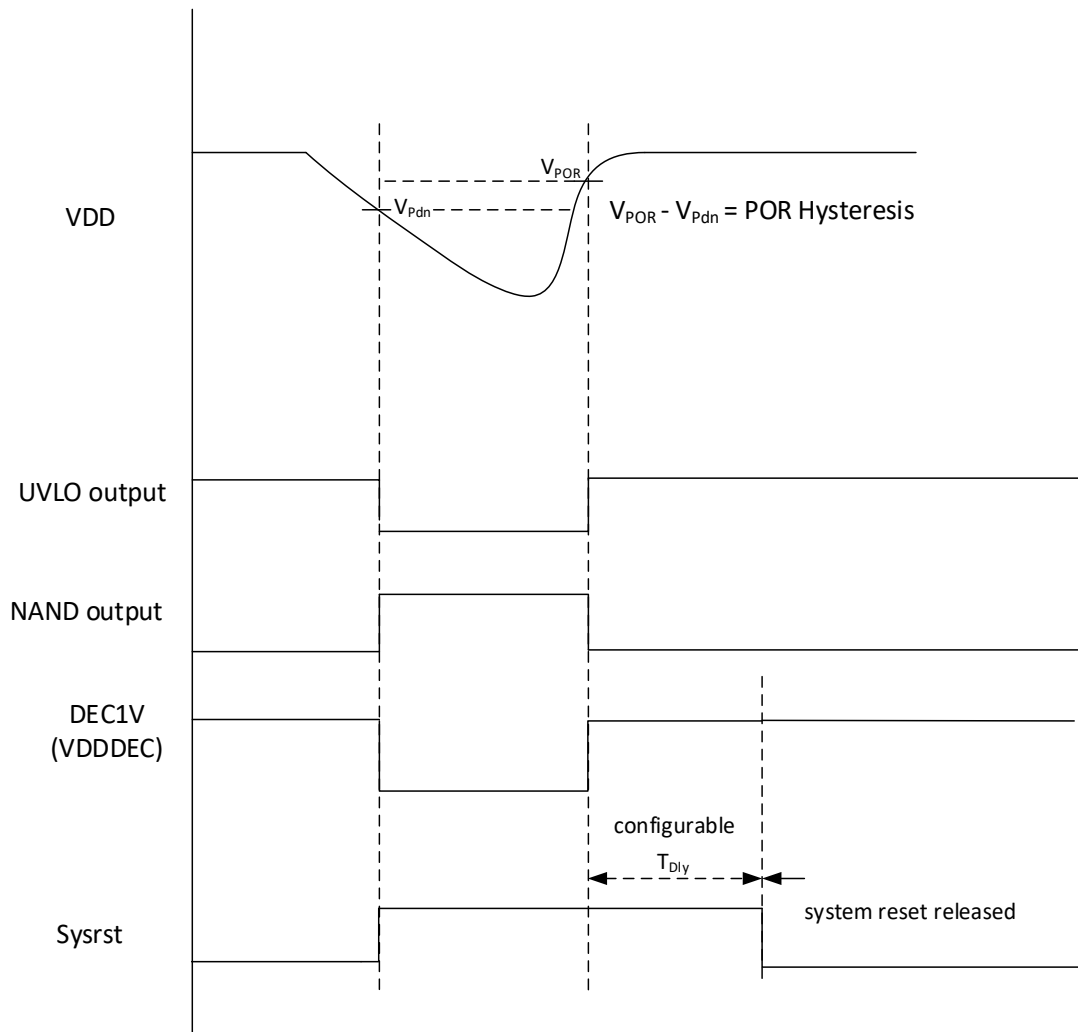 V_POR
VDD
V_Pdn
V_POR - V_Pdn = POR Hysteresis
UVLO output
NAND output
DEC1V
(VDDDEC)
configurable
T_Dly
system reset released
Sysrst